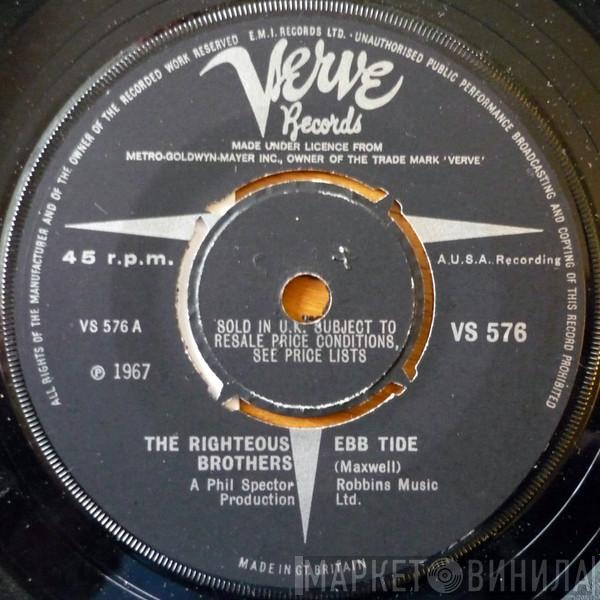 ALL RIGHTS OF THE MANUFACTURER AND OF THE OWNER OF THE RECORDED WORK RESERVED E.M.I. RECORDS LTD. · UNAUTHORISED PUBLIC PERFORMANCE BROADCASTING AND COPYING OF THIS RECORD PROHIBITED
Verve
Records
MADE UNDER LICENCE FROM
METRO-GOLDWYN-MAYER INC., OWNER OF THE TRADE MARK 'VERVE'
45 r.p.m.
A U.S.A. Recording
VS 576 A
VS 576
SOLD IN U.K. SUBJECT TO
RESALE PRICE CONDITIONS,
SEE PRICE LISTS
℗ 1967
THE RIGHTEOUS
BROTHERS
A Phil Spector
Production
EBB TIDE
(Maxwell)
Robbins Music
Ltd.
MADE IN GT. BRITAIN
МАРКЕТ ВИНИЛА